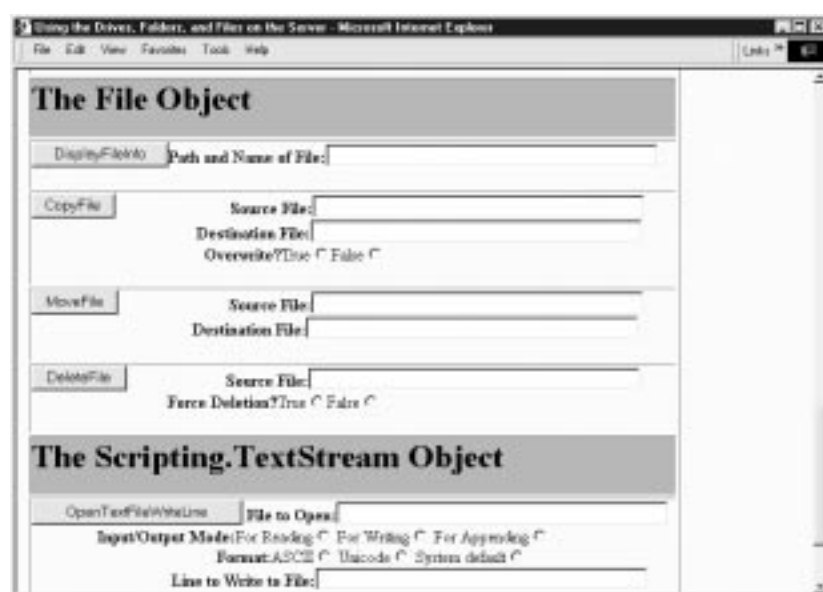 Using the Drives, Folders, and Files on the Server - Microsoft Internet Explorer
File Edit View Favorites Tools Help Links »
The File Object
DisplayFileInfo Path and Name of File:
CopyFile Source File:
Destination File:
Overwrite?True False
MoveFile Source File:
Destination File:
DeleteFile Source File:
Force Deletion?True False
The Scripting.TextStream Object
OpenTextFileWriteLine File to Open:
Input/Output Mode:For Reading For Writing For Appending
Format:ASCII Unicode System default
Line to Write to File: